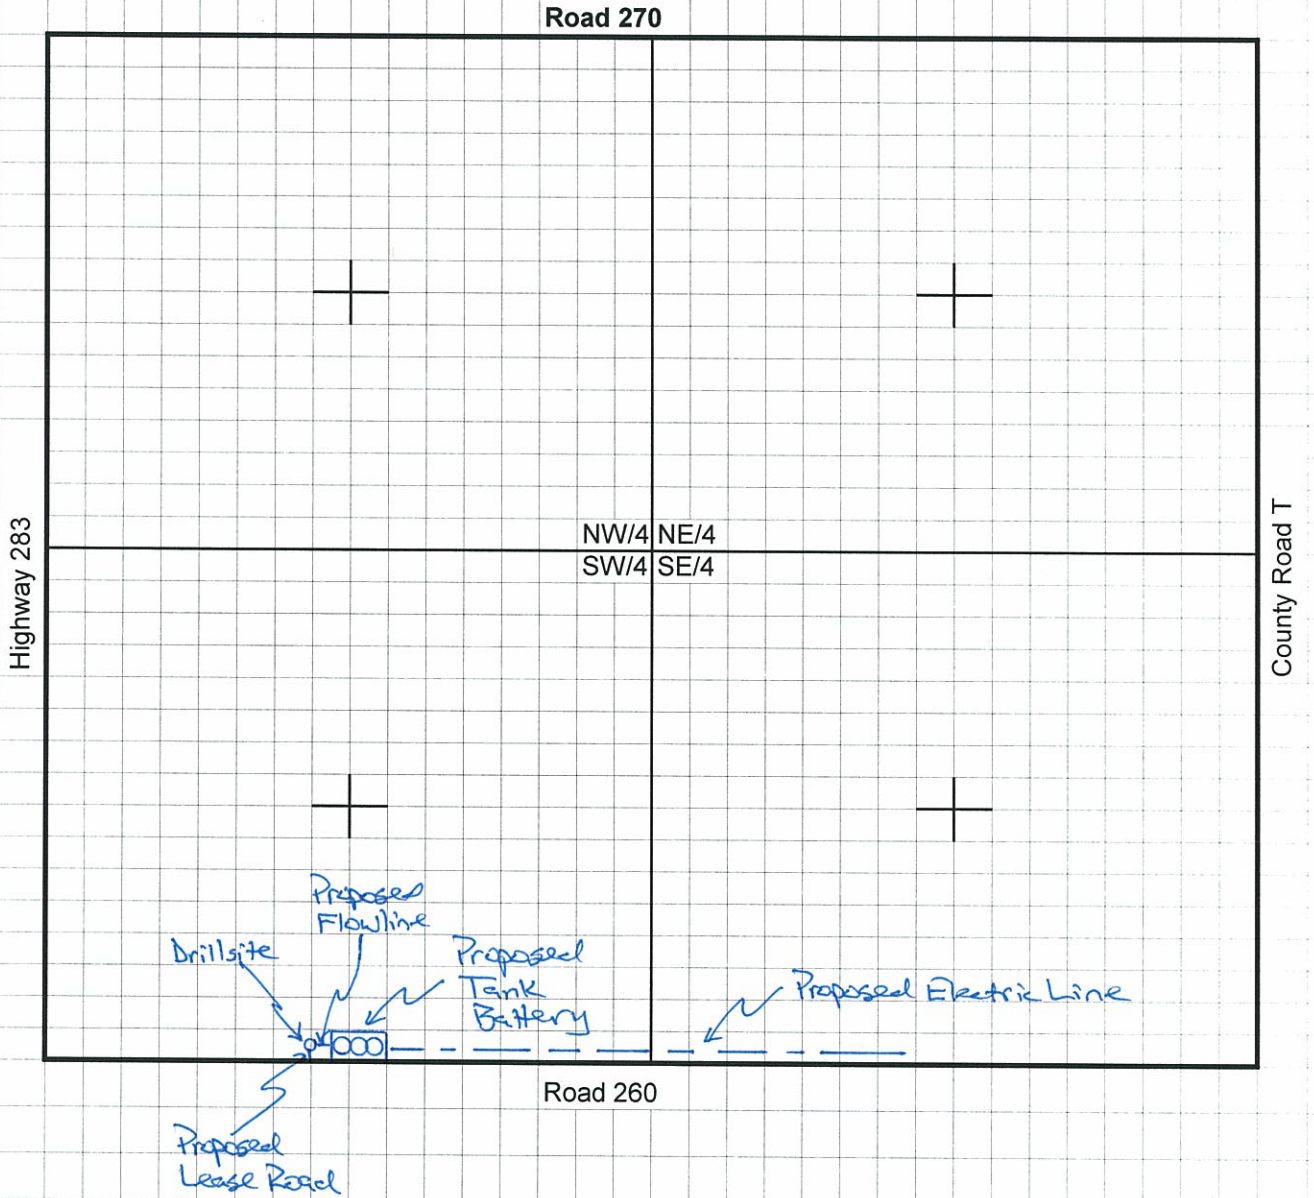 Road 270
Highway 283
County Road T
NW/4 NE/4
SW/4 SE/4
Proposed
Flowline
Drillsite
Proposed
Tank
Battery
Proposed Electric Line
Road 260
Proposed
Lease Road